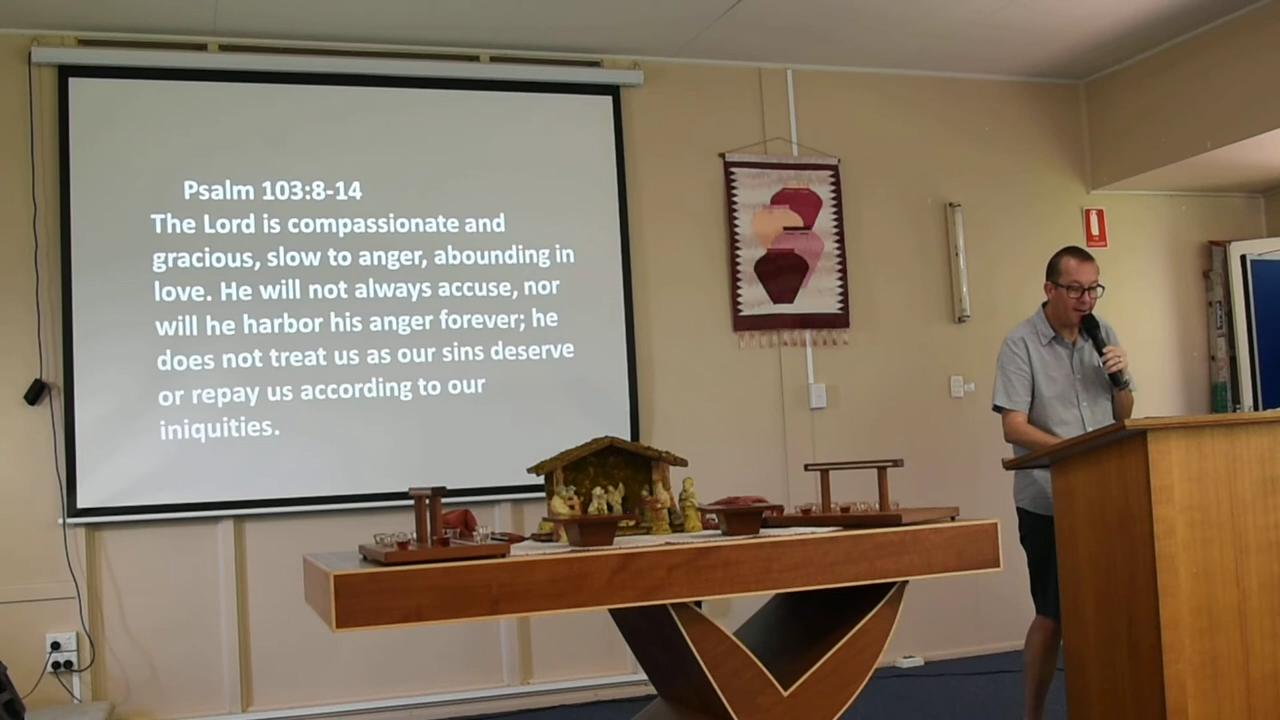 Psalm 103:8-14
The Lord is compassionate and
gracious, slow to anger, abounding in
love. He will not always accuse, nor
will he harbor his anger forever; he
does not treat us as our sins deserve
or repay us according to our
iniquities.